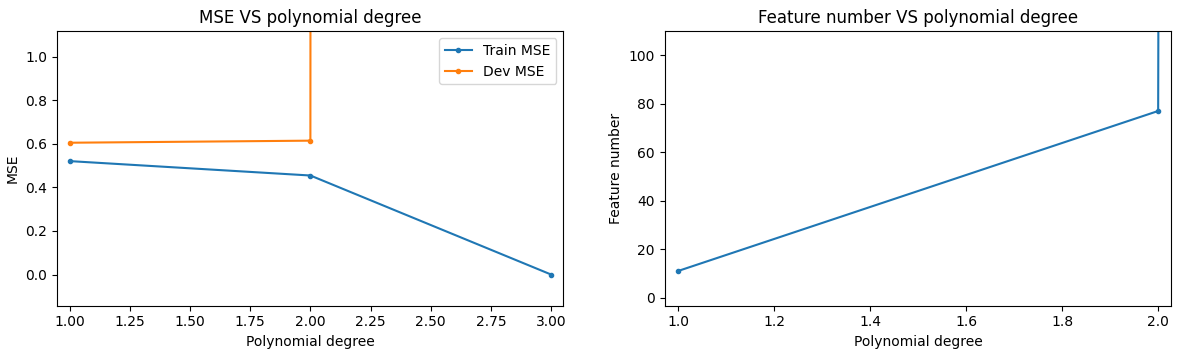 MSE VS polynomial degree
Train MSE
Dev MSE
MSE
1.0
0.8
0.6
0.4
0.2
0.0
1.00 1.25 1.50 1.75 2.00 2.25 2.50 2.75 3.00
Polynomial degree
Feature number VS polynomial degree
Feature number
100
80
60
40
20
0
1.0 1.2 1.4 1.6 1.8 2.0
Polynomial degree